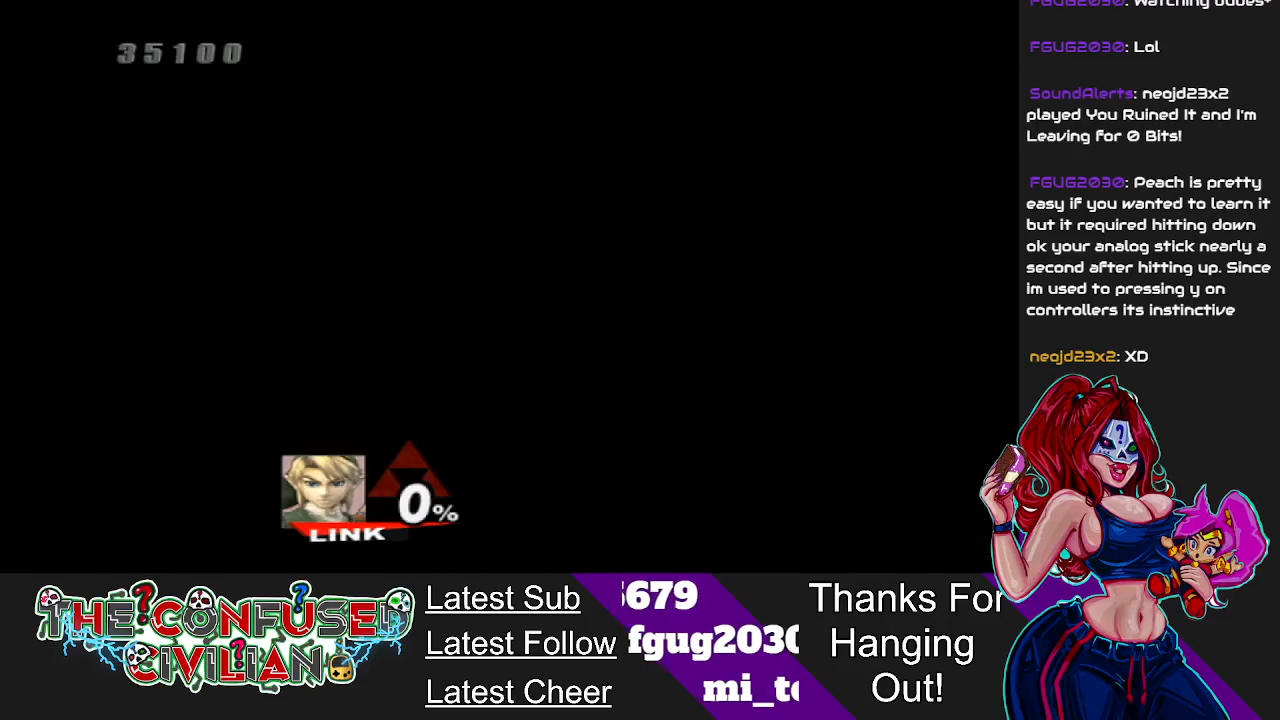 FGUG2030: Watching dudes*
35100
FGUG2030: Lol
SoundAlerts: neojd23x2
played You Ruined It and I'm
Leaving for 0 Bits!
FGUG2030: Peach is pretty
easy if you wanted to learn it
but it required hitting down
ok your analog stick nearly a
second after hitting up. Since
im used to pressing y on
controllers its instinctive
neojd23x2: XD
0%
LINK
THE CONFUSED
CIVILIAN
Latest Sub
679
Latest Follow
fgug2030
Latest Cheer
mi_t
Thanks For
Hanging
Out!